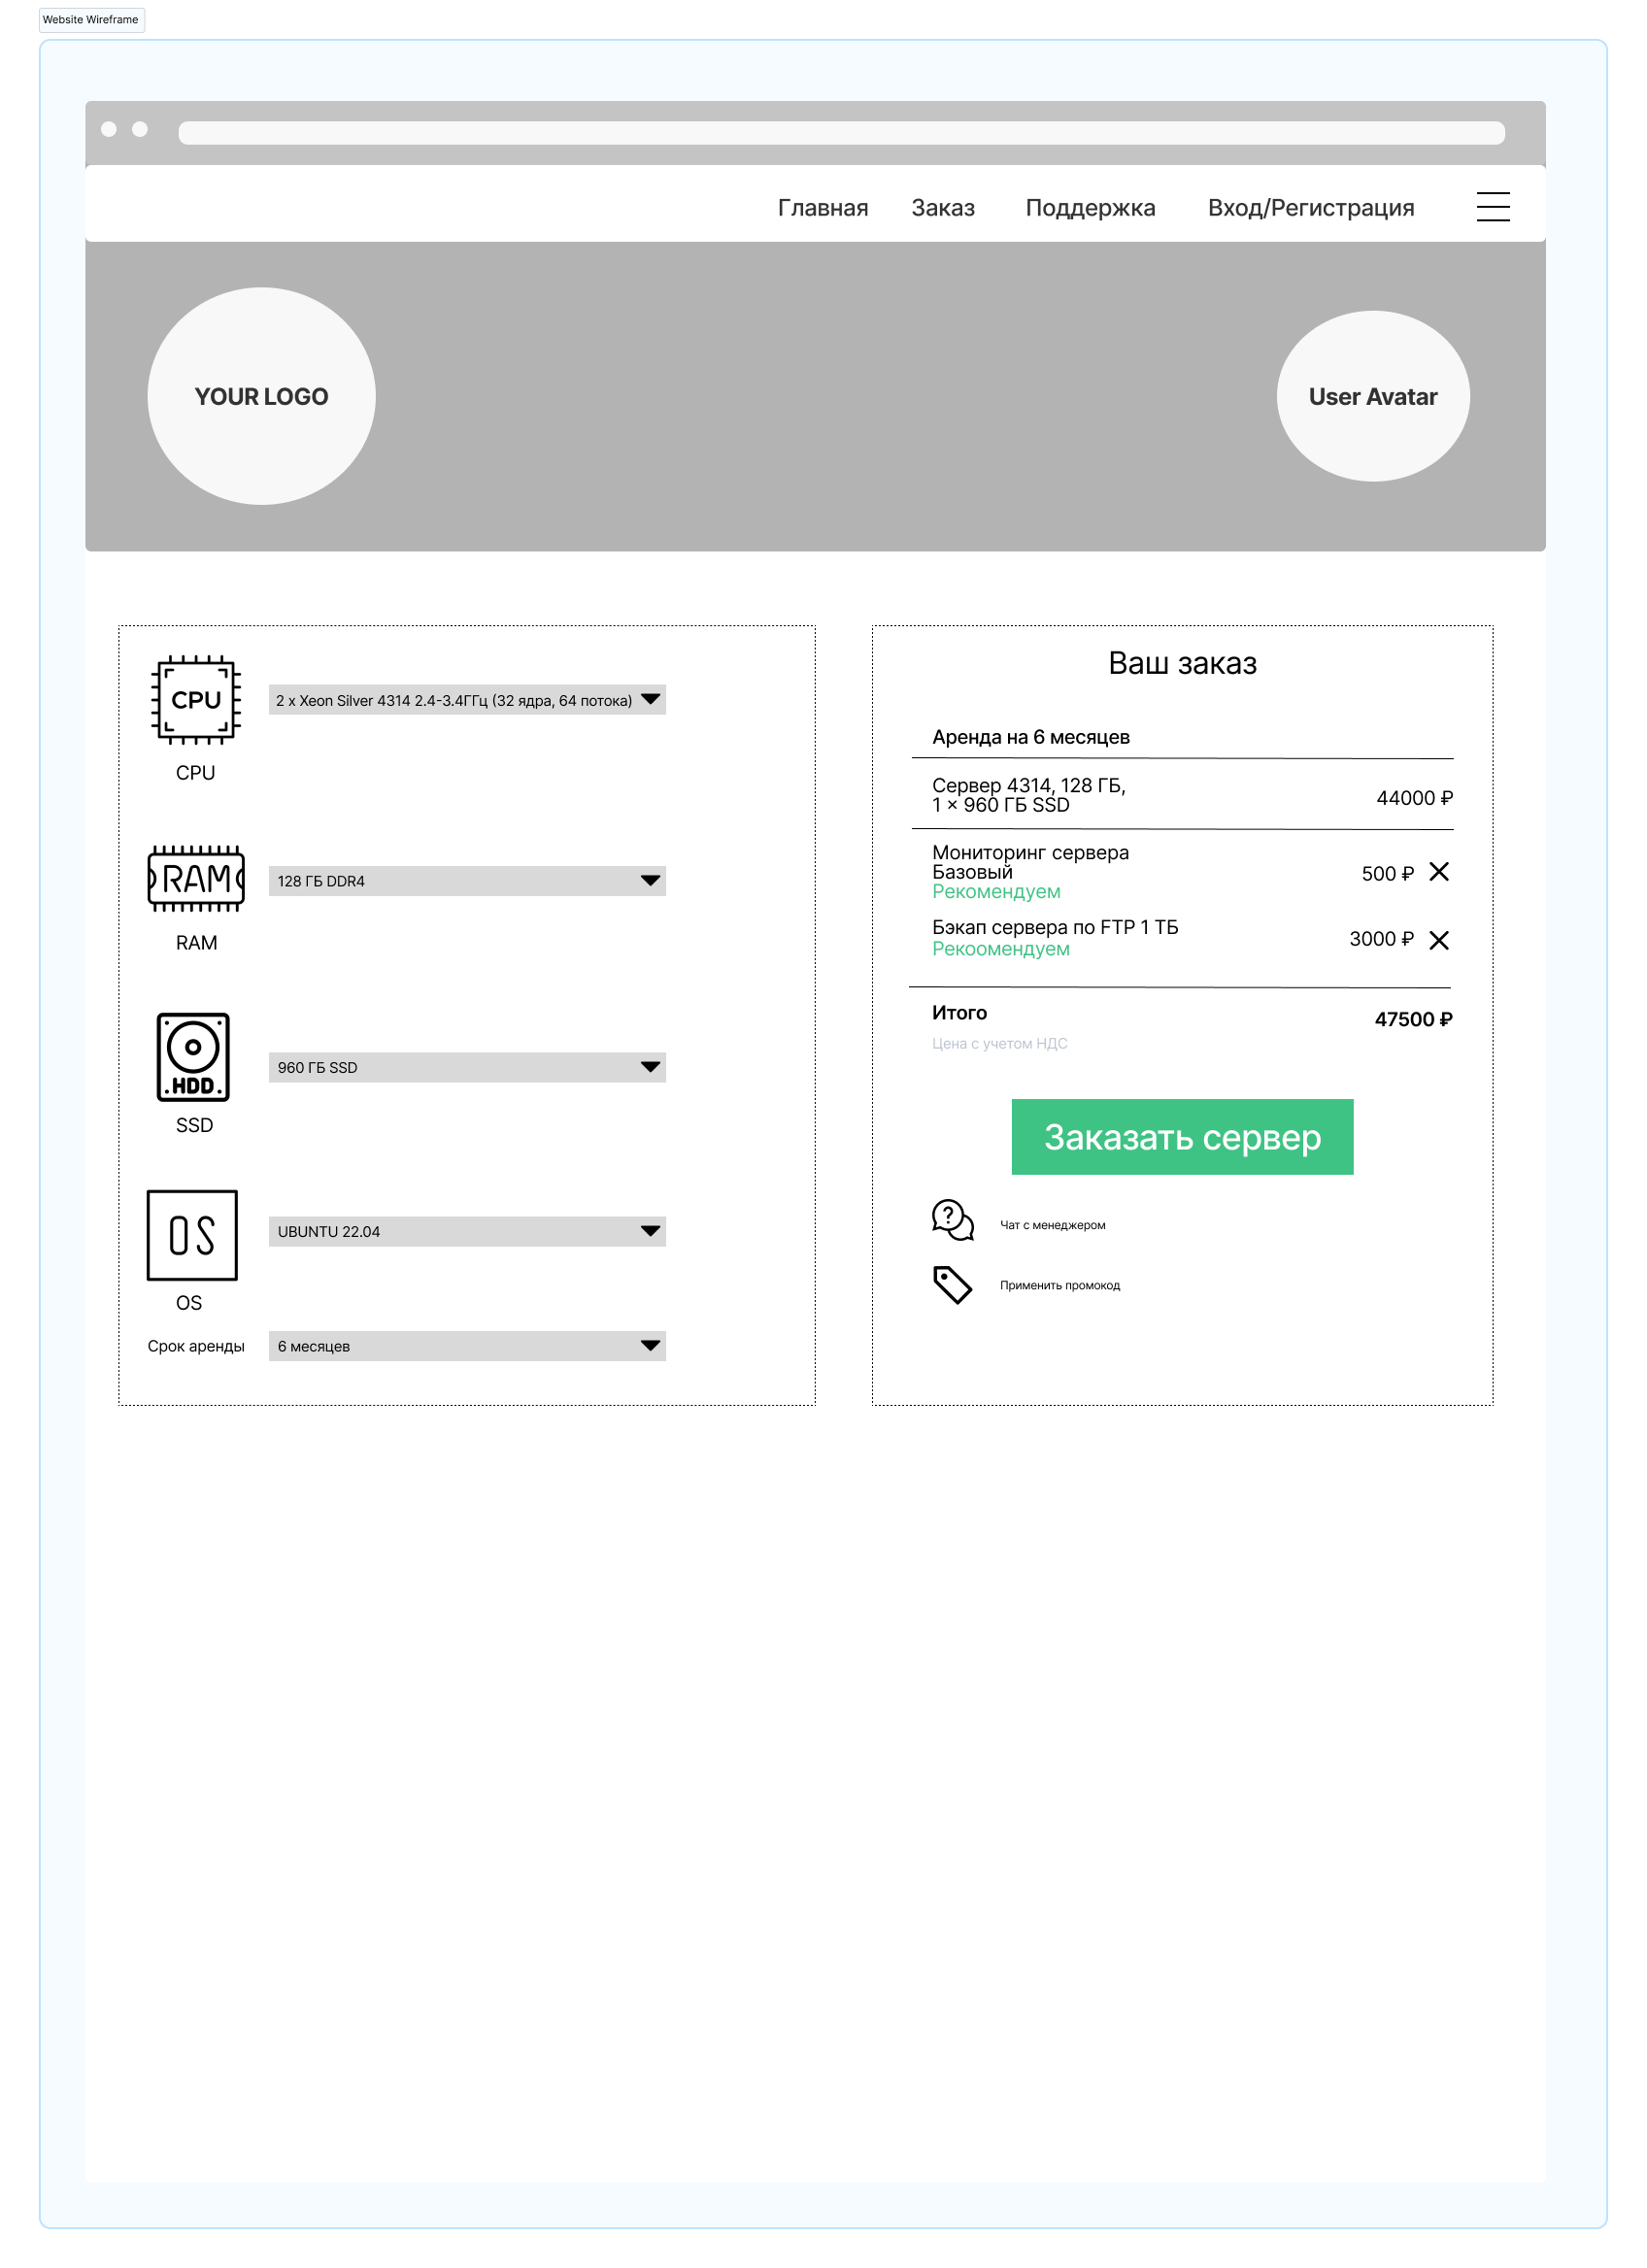 Website Wireframe
Главная Заказ Поддержка Вход/Регистрация
YOUR LOGO
User Avatar
CPU
2 x Xeon Silver 4314 2.4-3.4ГГц (32 ядра, 64 потока)
CPU
RAM
128 ГБ DDR4
RAM
HDD
960 ГБ SSD
SSD
OS
UBUNTU 22.04
OS
Срок аренды
6 месяцев
Ваш заказ
Аренда на 6 месяцев
Сервер 4314, 128 ГБ,
1 × 960 ГБ SSD
44000 ₽
Мониторинг сервера
Базовый
Рекомендуем
500 ₽
Бэкап сервера по FTP 1 ТБ
Рекоомендуем
3000 ₽
Итого
47500 ₽
Цена с учетом НДС
Заказать сервер
?
Чат с менеджером
Применить промокод